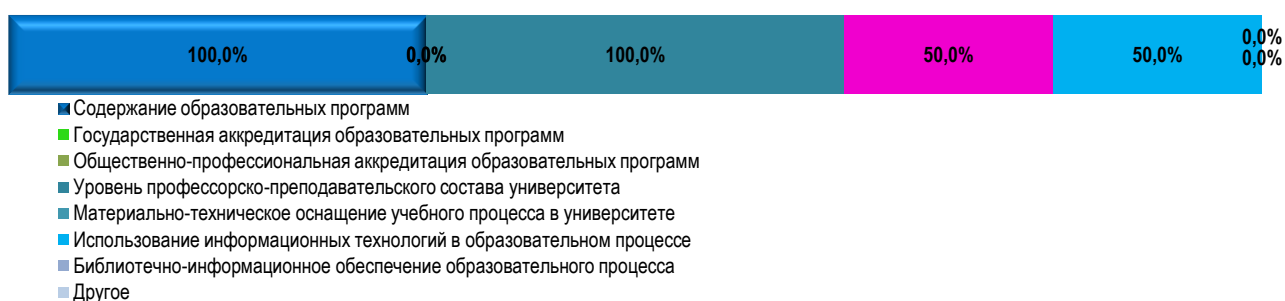 0,0%
100,0% 0,0% 100,0% 50,0% 50,0% 0,0%
Содержание образовательных программ
Государственная аккредитация образовательных программ
Общественно-профессиональная аккредитация образовательных программ
Уровень профессорско-преподавательского состава университета
Материально-техническое оснащение учебного процесса в университете
Использование информационных технологий в образовательном процессе
Библиотечно-информационное обеспечение образовательного процесса
Другое